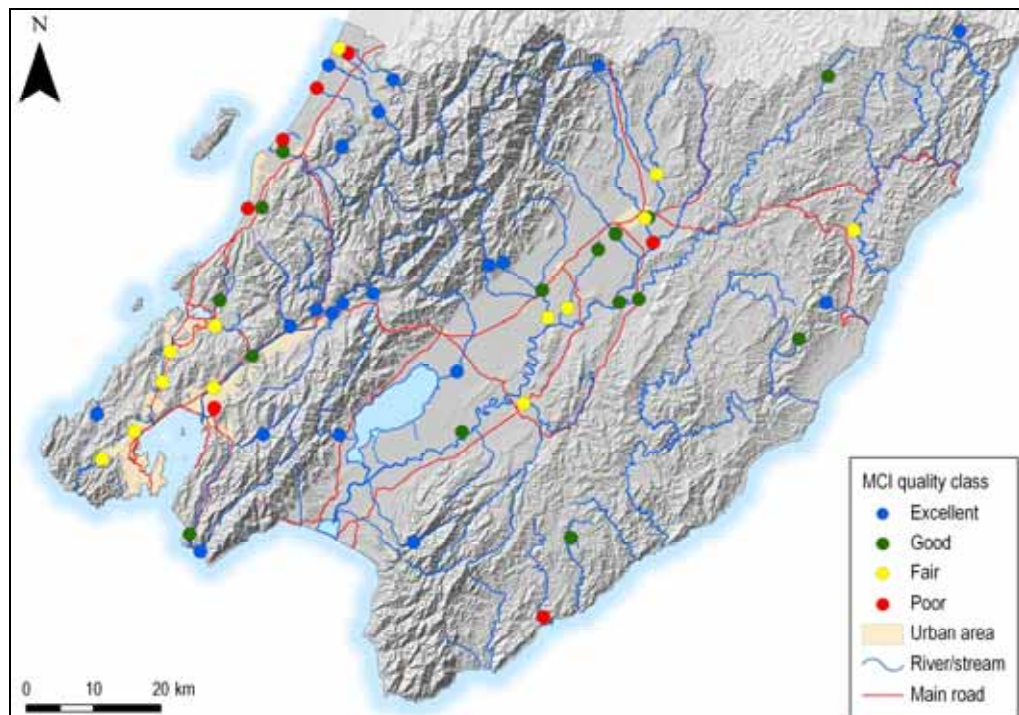 N
MCI quality class
Excellent
Good
Fair
Poor
Urban area
River/stream
Main road
0 10 20 km